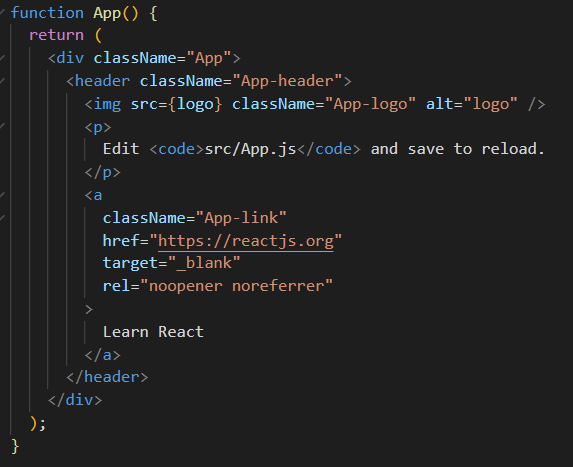 function App() {
  return (
    <div className="App">
      <header className="App-header">
        <img src={logo} className="App-logo" alt="logo" />
        <p>
          Edit <code>src/App.js</code> and save to reload.
        </p>
        <a
          className="App-link"
          href="https://reactjs.org"
          target="_blank"
          rel="noopener noreferrer"
        >
          Learn React
        </a>
      </header>
    </div>
  );
}